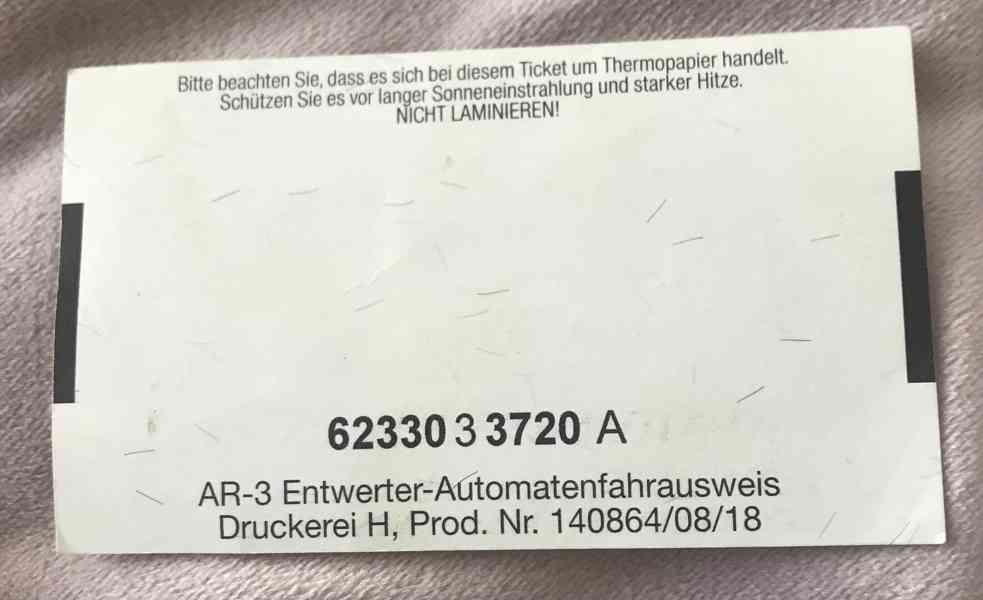 Bitte beachten Sie, dass es sich bei diesem Ticket um Thermopapier handelt.
Schützen Sie es vor langer Sonneneinstrahlung und starker Hitze.
NICHT LAMINIEREN!
62330 3 3720 A
AR-3 Entwerter-Automatenfahrausweis
Druckerei H, Prod. Nr. 140864/08/18